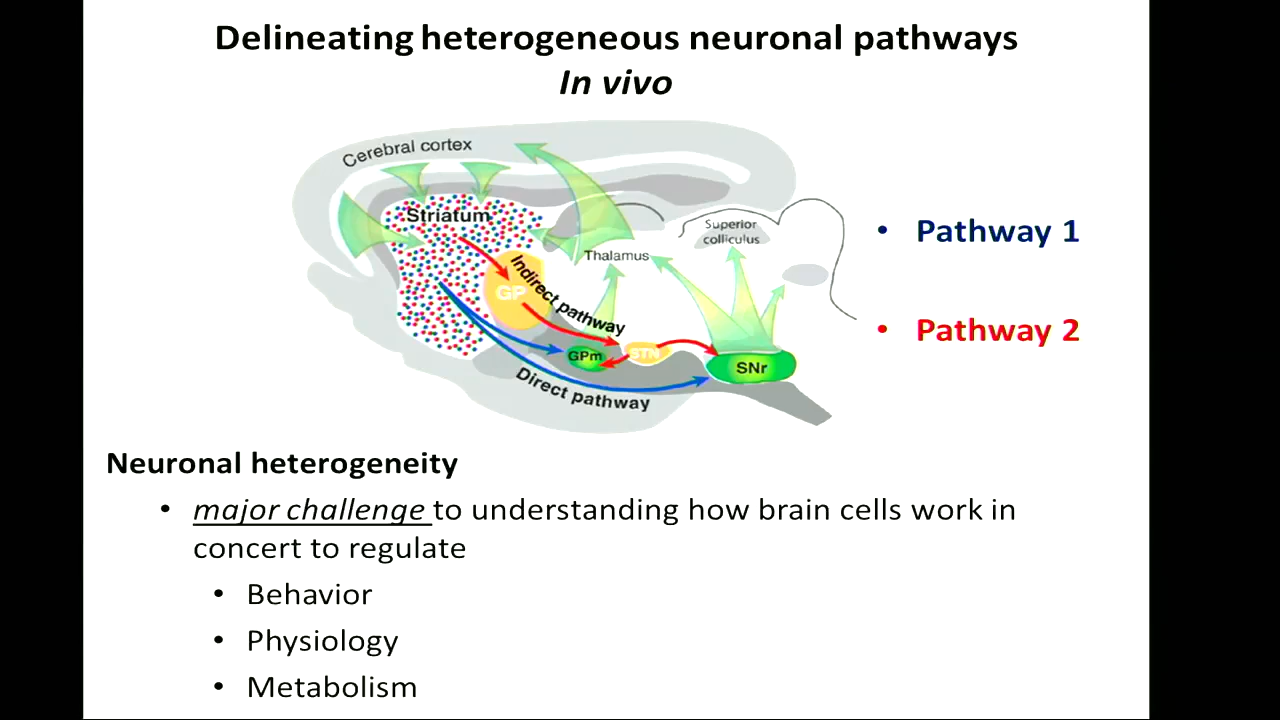 Delineating heterogeneous neuronal pathways
In vivo
Cerebral cortex
Striatum
Superior
colliculus
Thalamus
Indirect pathway
GP
GPm
STN
SNr
Direct pathway
• Pathway 1
• Pathway 2
Neuronal heterogeneity
• major challenge to understanding how brain cells work in
concert to regulate
• Behavior
• Physiology
• Metabolism